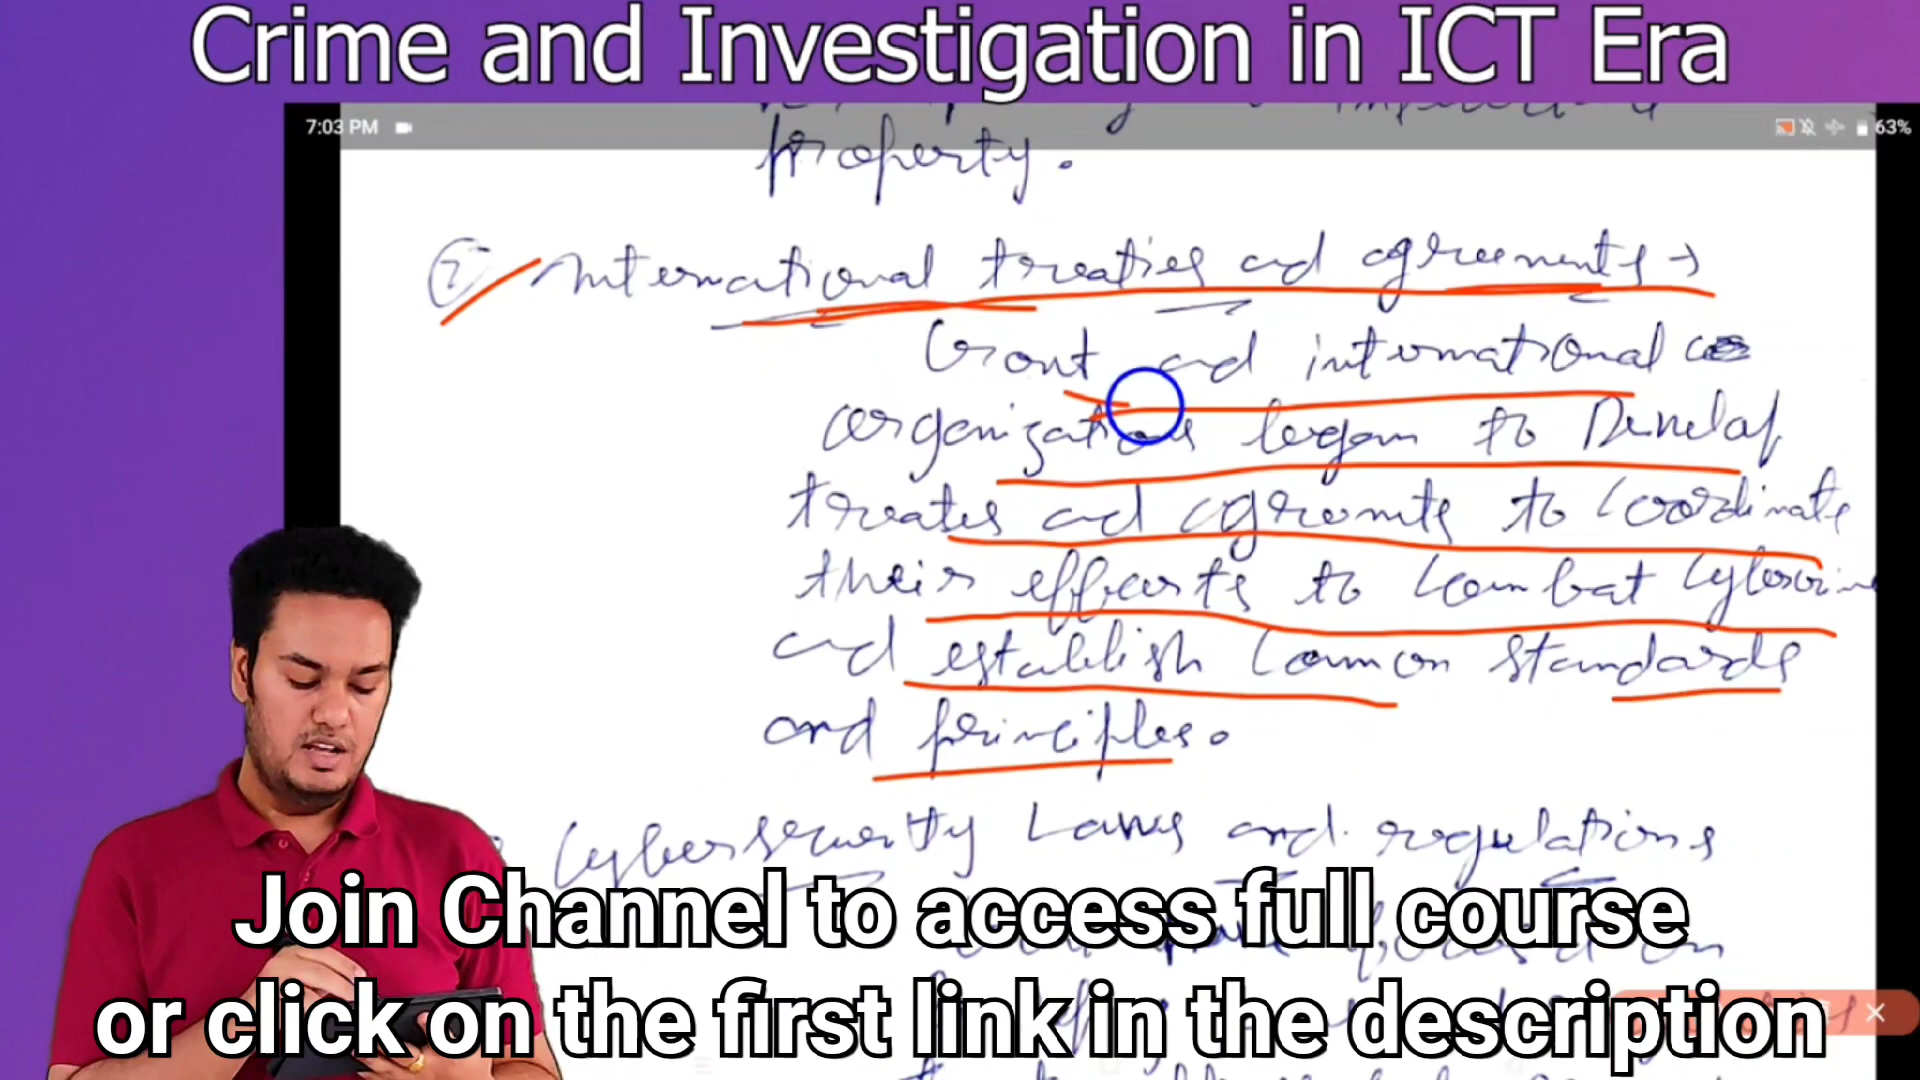 Crime and Investigation in ICT Era
7:03 PM
63%
Property.
International treaties and agreements →
Govt and international
organizations began to Develop
treates and agroments to Coordinate
their efforts to Combat Cybercrime
and establish Common standards
and principles.
Cybersecurity Laws and regulations
Join Channel to access full course
or click on the first link in the description